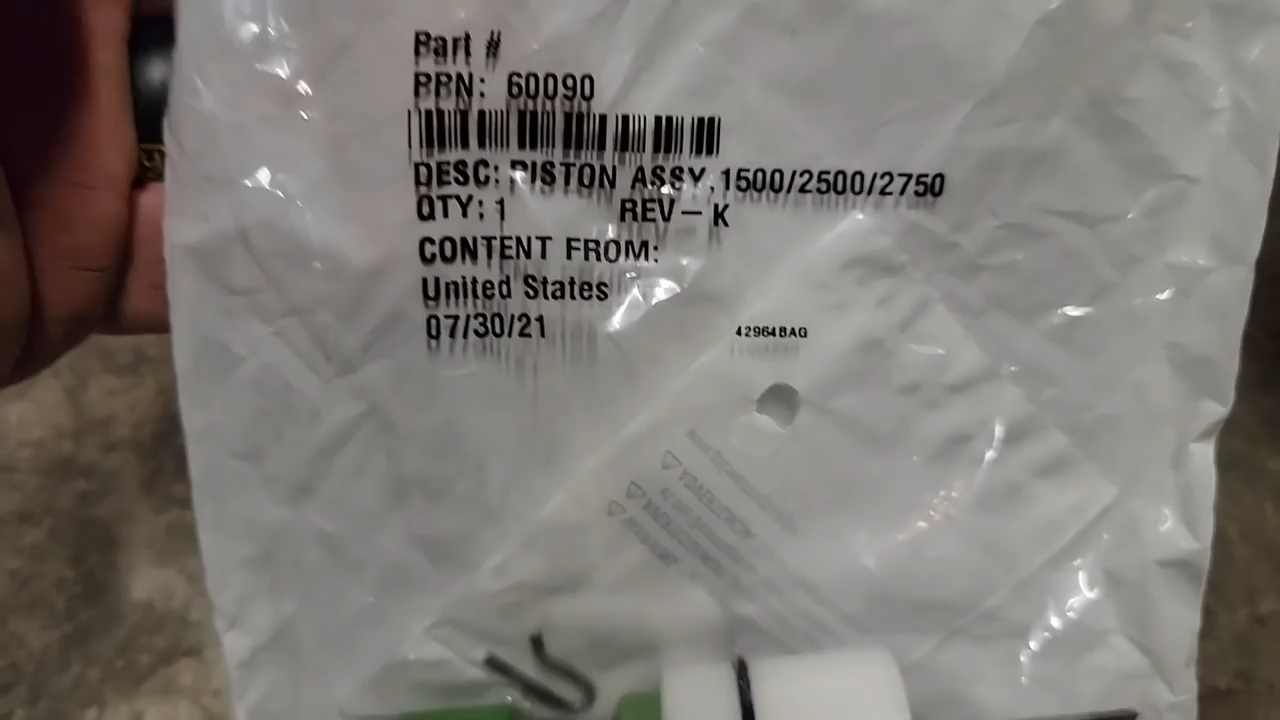 Part #
PRN: 60090
DESC: PISTON ASSY,1500/2500/2750
QTY: 1 REV-K
CONTENT FROM:
United States
07/30/21
42964BAG